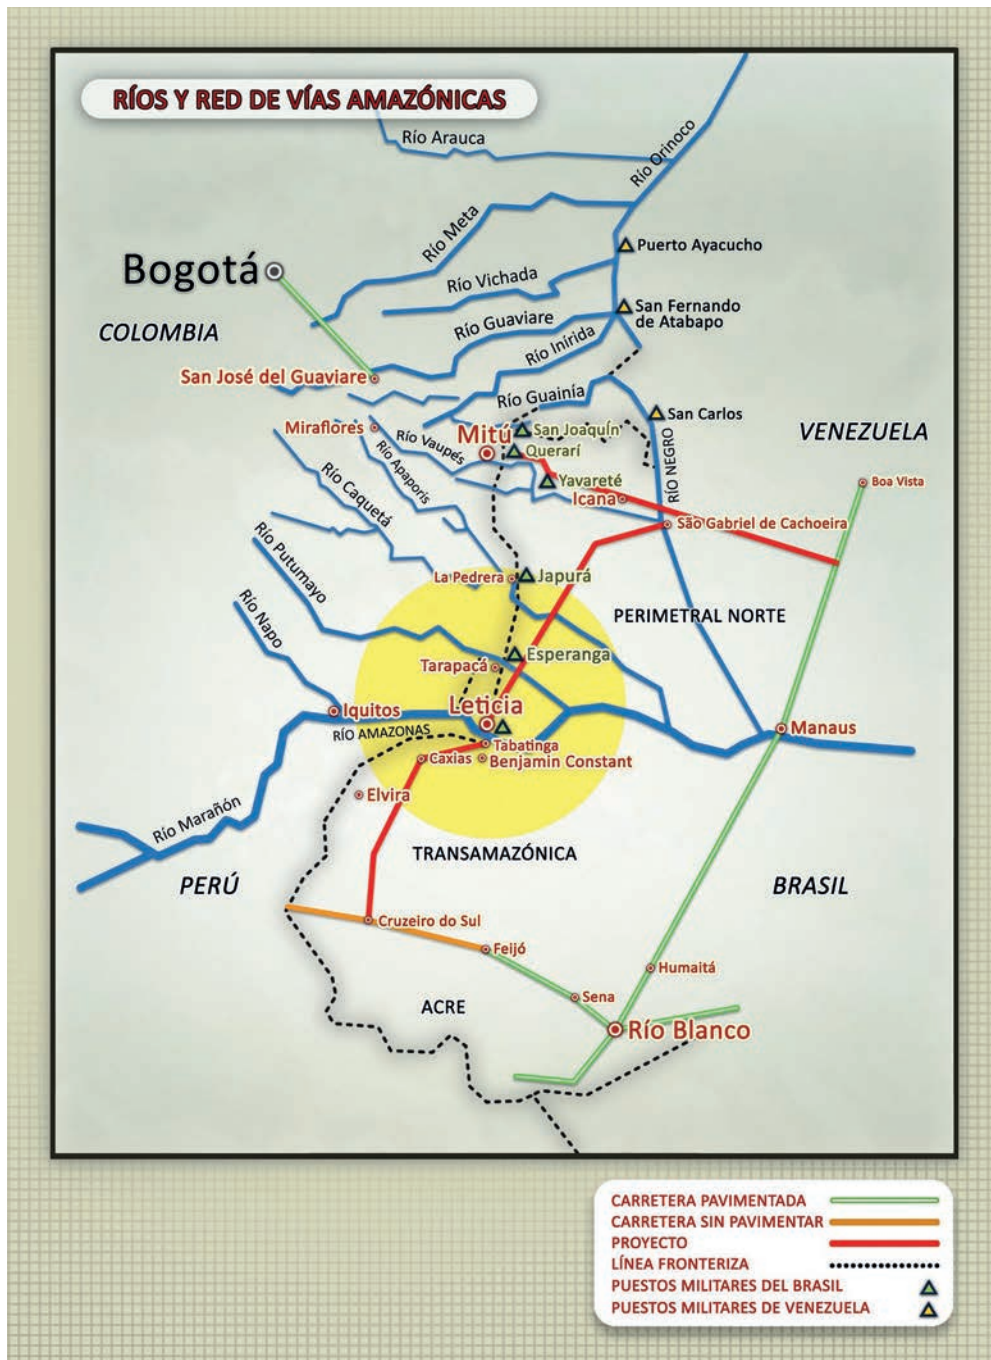 RÍOS Y RED DE VÍAS AMAZÓNICAS
Río Arauca
Río Orinoco
Río Meta
Puerto Ayacucho
Bogotá
Río Vichada
San Fernando
de Atabapo
COLOMBIA
Río Guaviare
Río Inírida
San José del Guaviare
Río Guainía
San Carlos
Miraflores
Río Vaupés
Mitú
San Joaquín
VENEZUELA
Querarí
Río Apaporis
RÍO NEGRO
Río Caquetá
Yavareté
Boa Vista
Icana
São Gabriel de Cachoeira
Río Putumayo
La Pedrera
Japurá
Río Napo
PERIMETRAL NORTE
Esperanga
Tarapacá
Leticia
Iquitos
RÍO AMAZONAS
Manaus
Tabatinga
Caxias
Benjamin Constant
Elvira
Río Marañón
TRANSAMAZÓNICA
PERÚ
BRASIL
Cruzeiro do Sul
Feijó
Humaitá
Sena
ACRE
Río Blanco
CARRETERA PAVIMENTADA
CARRETERA SIN PAVIMENTAR
PROYECTO
LÍNEA FRONTERIZA
PUESTOS MILITARES DEL BRASIL
PUESTOS MILITARES DE VENEZUELA